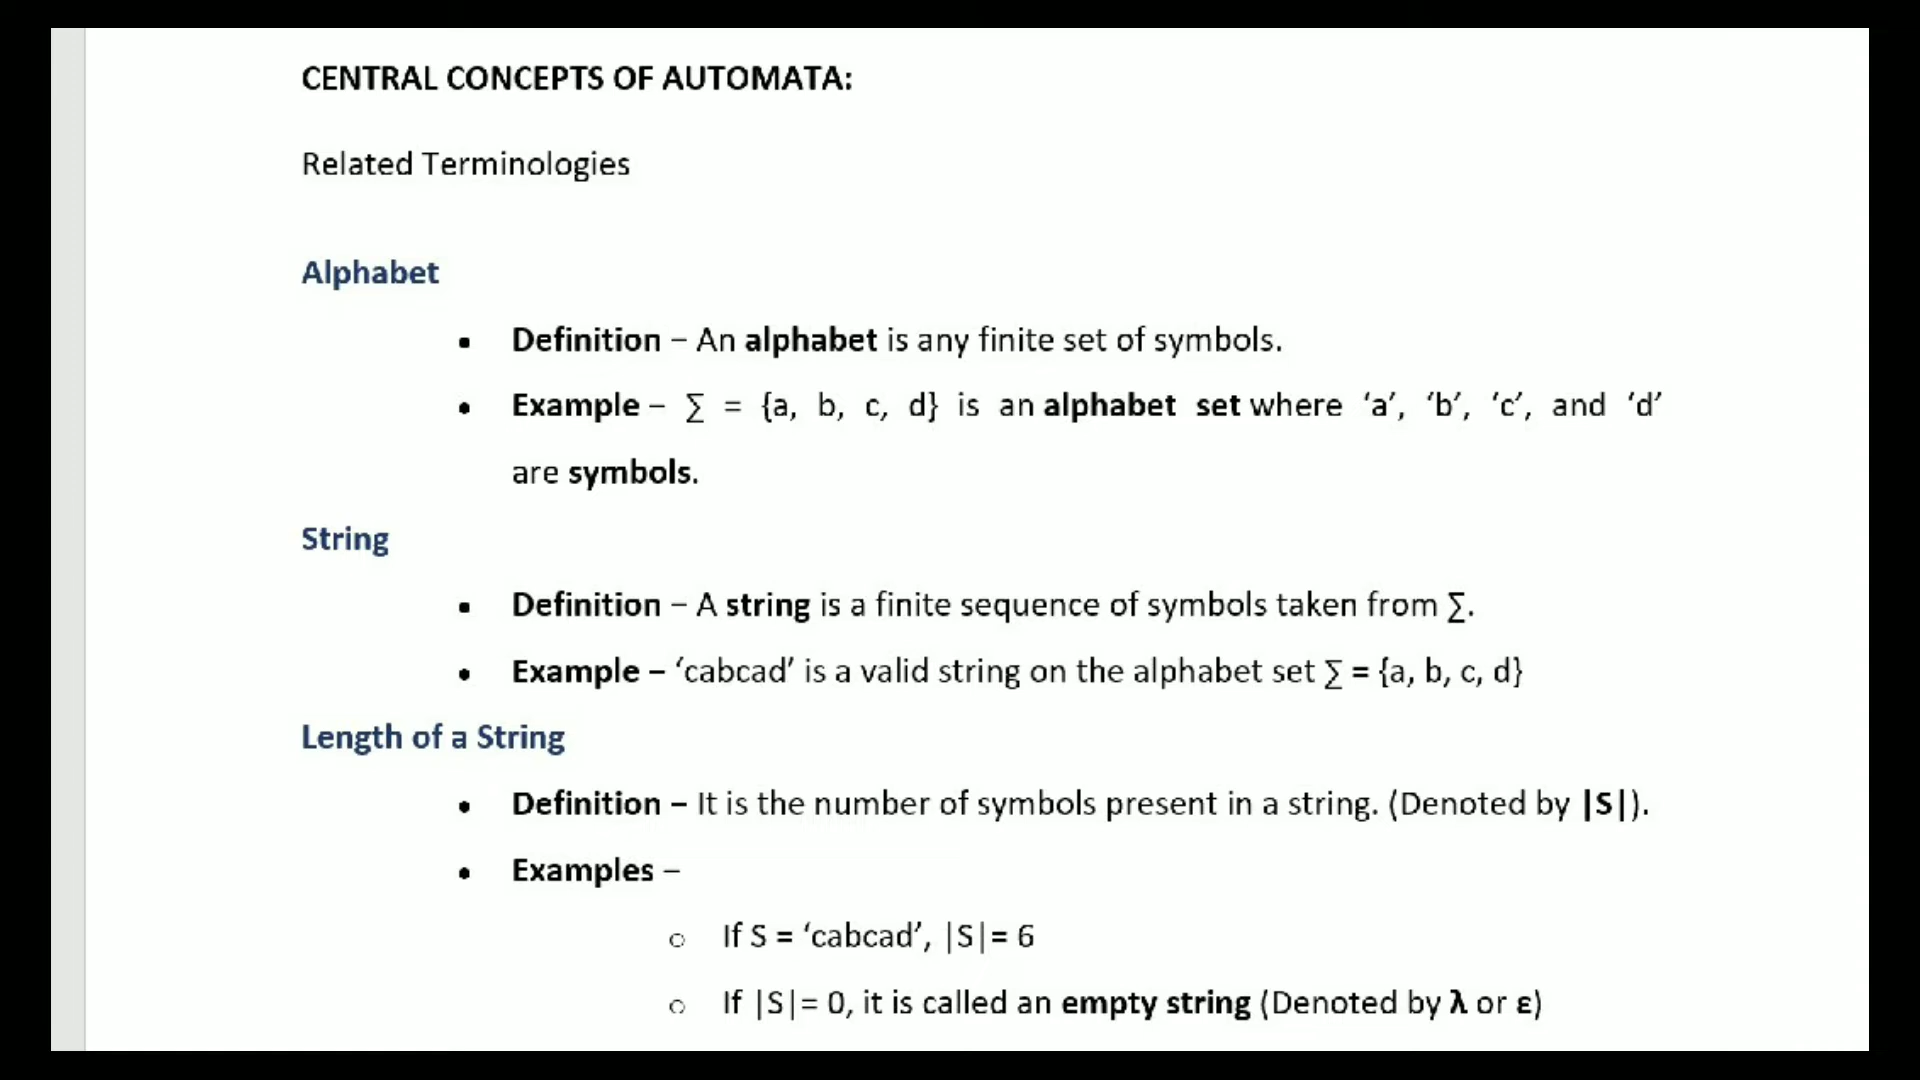 CENTRAL CONCEPTS OF AUTOMATA:
Related Terminologies
Alphabet
• Definition – An alphabet is any finite set of symbols.
• Example – ∑ = {a, b, c, d} is an alphabet set where ‘a’, ‘b’, ‘c’, and ‘d’
are symbols.
String
• Definition – A string is a finite sequence of symbols taken from ∑.
• Example – ‘cabcad’ is a valid string on the alphabet set ∑ = {a, b, c, d}
Length of a String
• Definition – It is the number of symbols present in a string. (Denoted by |S|).
• Examples –
o If S = ‘cabcad’, |S|= 6
o If |S|= 0, it is called an empty string (Denoted by λ or ε)